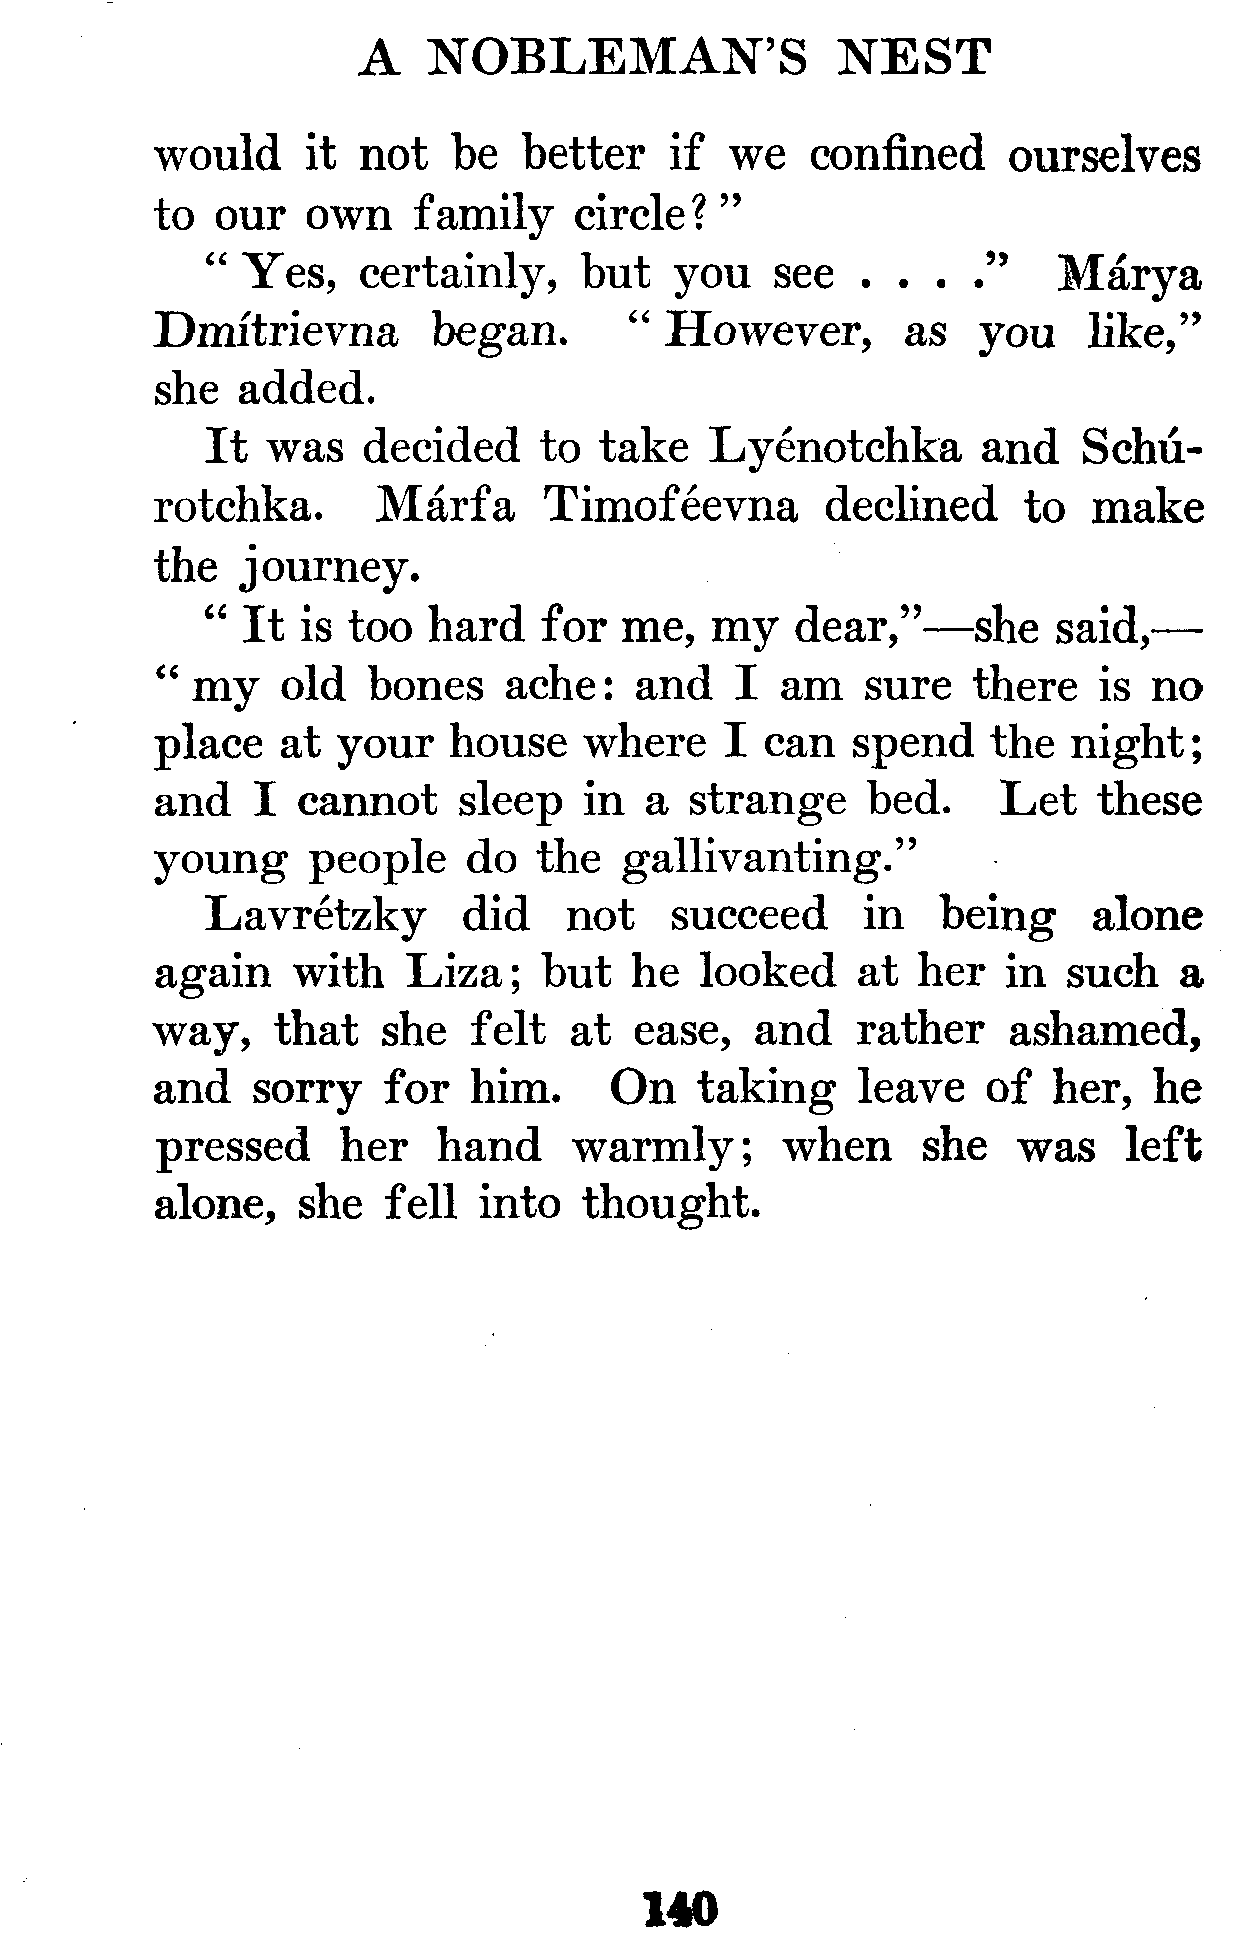 A NOBLEMAN'S NEST
would it not be better if we confined ourselves
to our own family circle? ”
“ Yes, certainly, but you see . . . .” Márya
Dmítrievna began. “ However, as you like,”
she added.
It was decided to take Lyénotchka and Schú-
rotchka. Márfa Timoféevna declined to make
the journey.
“ It is too hard for me, my dear,”—she said,—
“ my old bones ache: and I am sure there is no
place at your house where I can spend the night;
and I cannot sleep in a strange bed. Let these
young people do the gallivanting.”
Lavrétzky did not succeed in being alone
again with Liza; but he looked at her in such a
way, that she felt at ease, and rather ashamed,
and sorry for him. On taking leave of her, he
pressed her hand warmly; when she was left
alone, she fell into thought.
140